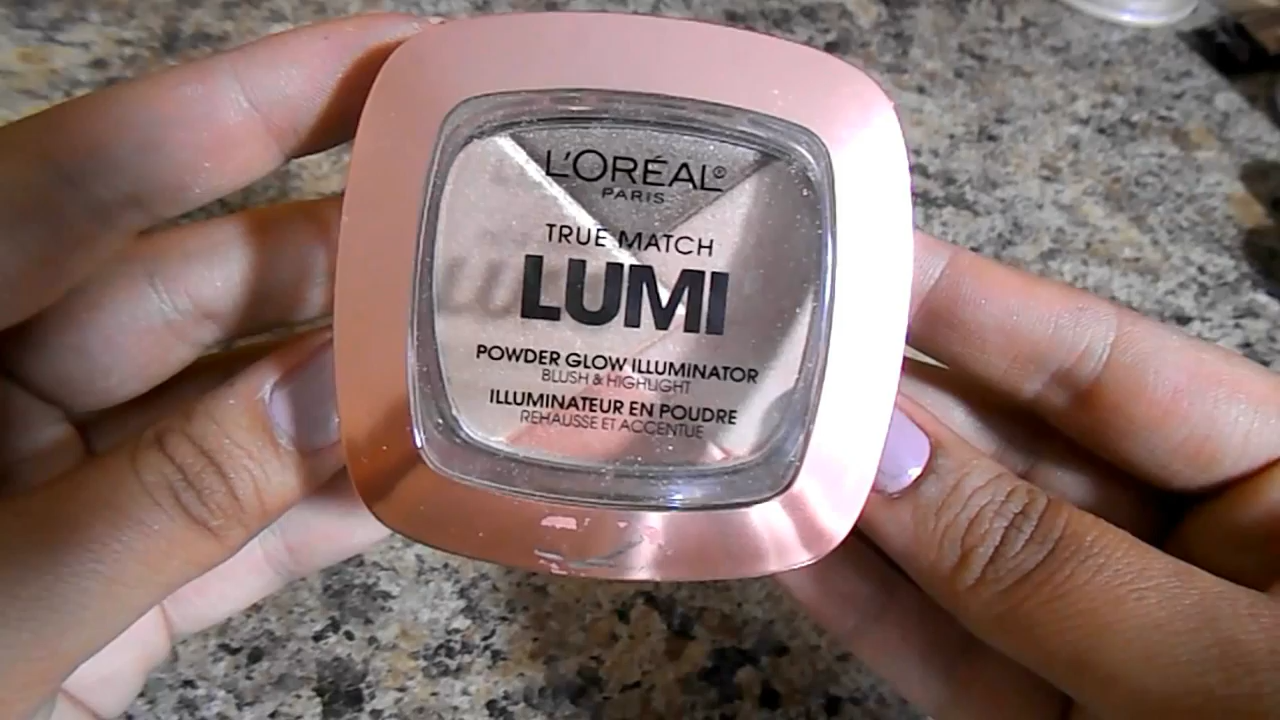 L'ORÉAL®
PARIS
TRUE MATCH
LUMI
POWDER GLOW ILLUMINATOR
BLUSH & HIGHLIGHT
ILLUMINATEUR EN POUDRE
REHAUSSE ET ACCENTUE